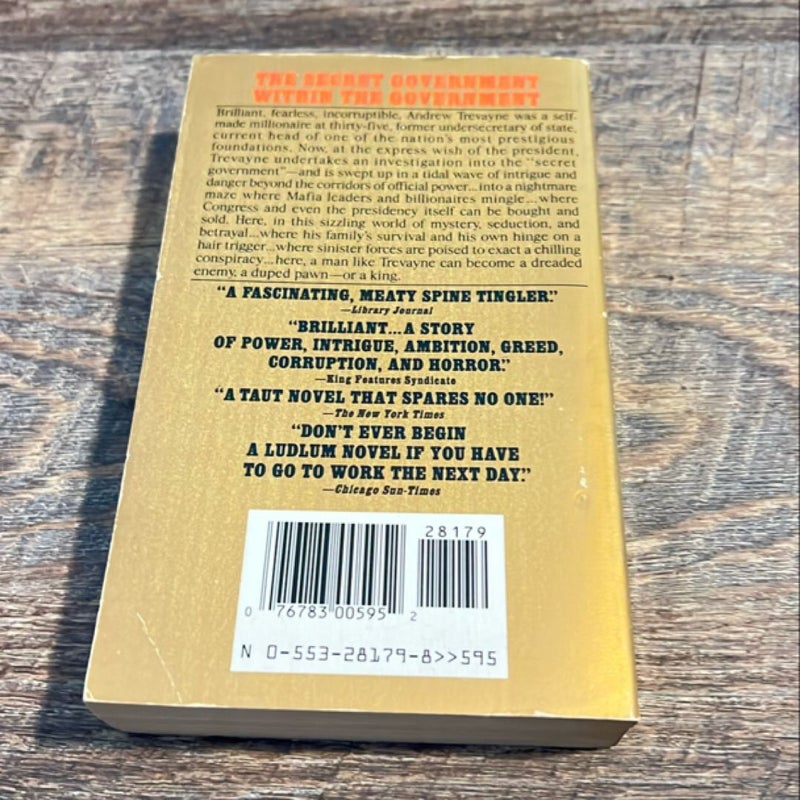 THE SECRET GOVERNMENT
WITHIN THE GOVERNMENT
Brilliant, fearless, incorruptible, Andrew Trevayne was a self-
made millionaire at thirty-five, former undersecretary of state,
current head of one of the nation's most prestigious
foundations. Now, at the express wish of the president,
Trevayne undertakes an investigation into the "secret
government"—and is swept up in a tidal wave of intrigue and
danger beyond the corridors of official power...into a nightmare
maze where Mafia leaders and billionaires mingle...where
Congress and even the presidency itself can be bought and
sold. Here, in this sizzling world of mystery, seduction, and
betrayal...where his family's survival and his own hinge on a
hair trigger...where sinister forces are poised to exact a chilling
conspiracy...here, a man like Trevayne can become a dreaded
enemy, a duped pawn—or a king.
"A FASCINATING, MEATY SPINE TINGLER."
—Library Journal
"BRILLIANT...A STORY
OF POWER, INTRIGUE, AMBITION, GREED,
CORRUPTION, AND HORROR."
—King Features Syndicate
"A TAUT NOVEL THAT SPARES NO ONE!"
—The New York Times
"DON'T EVER BEGIN
A LUDLUM NOVEL IF YOU HAVE
TO GO TO WORK THE NEXT DAY."
—Chicago Sun-Times
28179
0 76783 00595 2
N 0-553-28179-8>>595